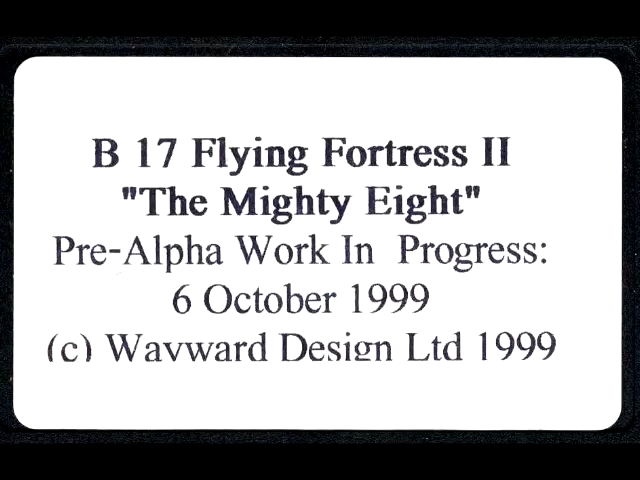 B 17 Flying Fortress II
"The Mighty Eight"
Pre-Alpha Work In Progress:
6 October 1999
(c) Wayward Design Ltd 1999